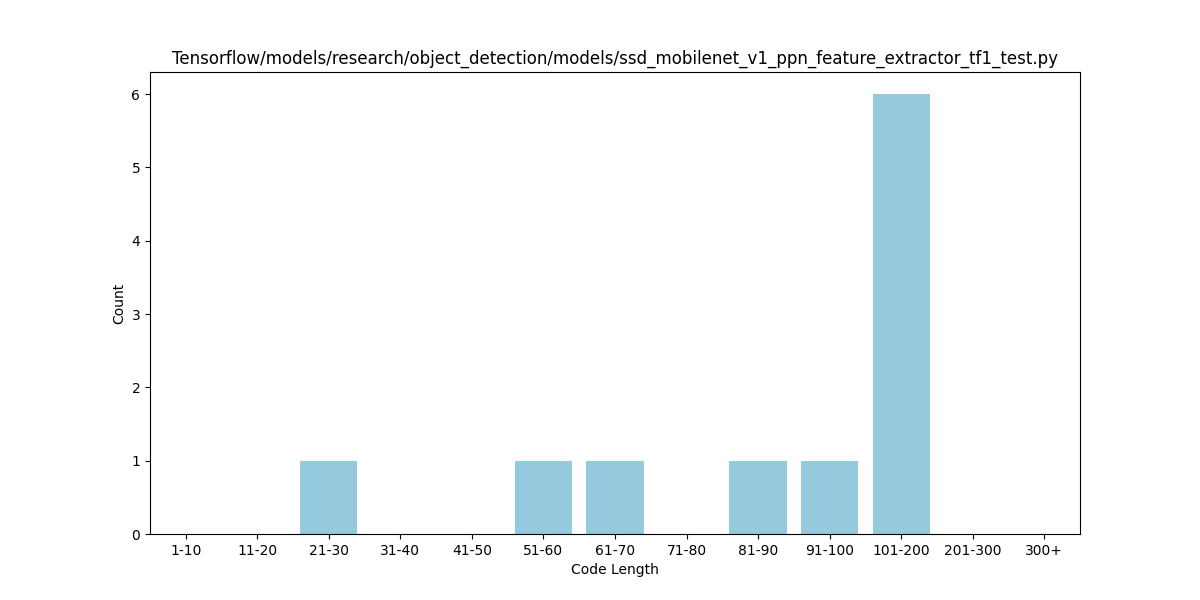 Tensorflow/models/research/object_detection/models/ssd_mobilenet_v1_ppn_feature_extractor_tf1_test.py
6
5
4
3
2
1
0
Count
1-10 11-20 21-30 31-40 41-50 51-60 61-70 71-80 81-90 91-100 101-200 201-300 300+
Code Length